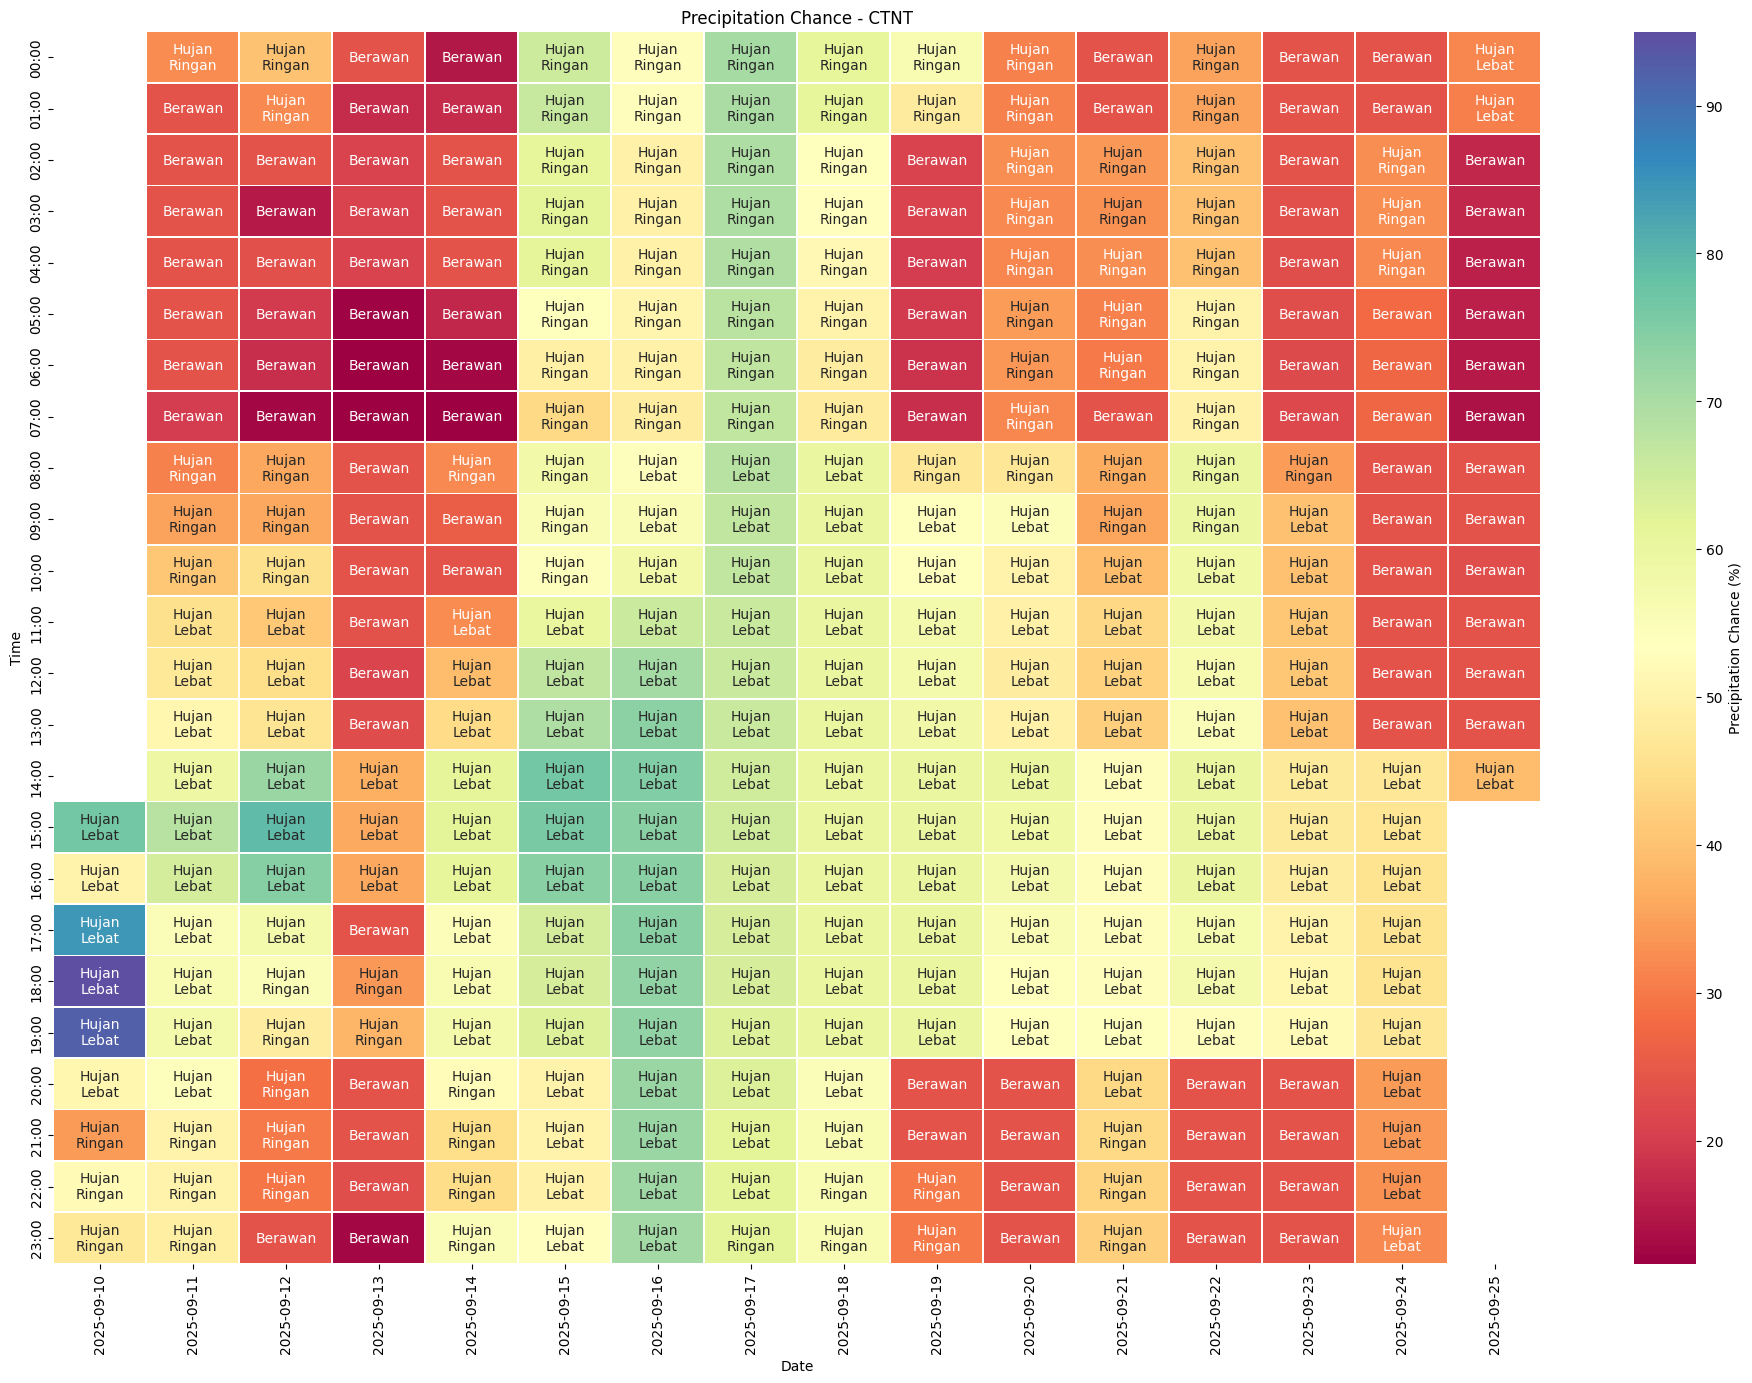 Precipitation Chance - CTNT
00:00 Hujan Ringan Hujan Ringan Berawan Berawan Hujan Ringan Hujan Ringan Hujan Ringan Hujan Ringan Hujan Ringan Hujan Ringan Berawan Hujan Ringan Berawan Berawan Hujan Lebat
01:00 Berawan Hujan Ringan Berawan Berawan Hujan Ringan Hujan Ringan Hujan Ringan Hujan Ringan Hujan Ringan Hujan Ringan Berawan Hujan Ringan Berawan Berawan Hujan Lebat
02:00 Berawan Berawan Berawan Berawan Hujan Ringan Hujan Ringan Hujan Ringan Hujan Ringan Berawan Hujan Ringan Hujan Ringan Hujan Ringan Berawan Hujan Ringan Berawan
03:00 Berawan Berawan Berawan Berawan Hujan Ringan Hujan Ringan Hujan Ringan Hujan Ringan Berawan Hujan Ringan Hujan Ringan Hujan Ringan Berawan Hujan Ringan Berawan
04:00 Berawan Berawan Berawan Berawan Hujan Ringan Hujan Ringan Hujan Ringan Hujan Ringan Berawan Hujan Ringan Hujan Ringan Hujan Ringan Berawan Hujan Ringan Berawan
05:00 Berawan Berawan Berawan Berawan Hujan Ringan Hujan Ringan Hujan Ringan Hujan Ringan Berawan Hujan Ringan Hujan Ringan Hujan Ringan Berawan Berawan Berawan
06:00 Berawan Berawan Berawan Berawan Hujan Ringan Hujan Ringan Hujan Ringan Hujan Ringan Berawan Hujan Ringan Hujan Ringan Hujan Ringan Berawan Berawan Berawan
07:00 Berawan Berawan Berawan Berawan Hujan Ringan Hujan Ringan Hujan Ringan Hujan Ringan Berawan Hujan Ringan Berawan Hujan Ringan Berawan Berawan Berawan
08:00 Hujan Ringan Hujan Ringan Berawan Hujan Ringan Hujan Ringan Hujan Lebat Hujan Lebat Hujan Lebat Hujan Ringan Hujan Ringan Hujan Ringan Hujan Ringan Hujan Ringan Berawan Berawan
09:00 Hujan Ringan Hujan Ringan Berawan Berawan Hujan Ringan Hujan Lebat Hujan Lebat Hujan Lebat Hujan Lebat Hujan Lebat Hujan Ringan Hujan Ringan Hujan Lebat Berawan Berawan
10:00 Hujan Ringan Hujan Ringan Berawan Berawan Hujan Ringan Hujan Lebat Hujan Lebat Hujan Lebat Hujan Lebat Hujan Lebat Hujan Lebat Hujan Lebat Hujan Lebat Berawan Berawan
11:00 Hujan Lebat Hujan Lebat Berawan Hujan Lebat Hujan Lebat Hujan Lebat Hujan Lebat Hujan Lebat Hujan Lebat Hujan Lebat Hujan Lebat Hujan Lebat Hujan Lebat Berawan Berawan
12:00 Hujan Lebat Hujan Lebat Berawan Hujan Lebat Hujan Lebat Hujan Lebat Hujan Lebat Hujan Lebat Hujan Lebat Hujan Lebat Hujan Lebat Hujan Lebat Hujan Lebat Berawan Berawan
13:00 Hujan Lebat Hujan Lebat Berawan Hujan Lebat Hujan Lebat Hujan Lebat Hujan Lebat Hujan Lebat Hujan Lebat Hujan Lebat Hujan Lebat Hujan Lebat Hujan Lebat Berawan Berawan
14:00 Hujan Lebat Hujan Lebat Hujan Lebat Hujan Lebat Hujan Lebat Hujan Lebat Hujan Lebat Hujan Lebat Hujan Lebat Hujan Lebat Hujan Lebat Hujan Lebat Hujan Lebat Hujan Lebat Hujan Lebat
15:00 Hujan Lebat Hujan Lebat Hujan Lebat Hujan Lebat Hujan Lebat Hujan Lebat Hujan Lebat Hujan Lebat Hujan Lebat Hujan Lebat Hujan Lebat Hujan Lebat Hujan Lebat Hujan Lebat Hujan Lebat
16:00 Hujan Lebat Hujan Lebat Hujan Lebat Hujan Lebat Hujan Lebat Hujan Lebat Hujan Lebat Hujan Lebat Hujan Lebat Hujan Lebat Hujan Lebat Hujan Lebat Hujan Lebat Hujan Lebat Hujan Lebat
17:00 Hujan Lebat Hujan Lebat Hujan Lebat Berawan Hujan Lebat Hujan Lebat Hujan Lebat Hujan Lebat Hujan Lebat Hujan Lebat Hujan Lebat Hujan Lebat Hujan Lebat Hujan Lebat Hujan Lebat
18:00 Hujan Lebat Hujan Lebat Hujan Ringan Hujan Ringan Hujan Lebat Hujan Lebat Hujan Lebat Hujan Lebat Hujan Lebat Hujan Lebat Hujan Lebat Hujan Lebat Hujan Lebat Hujan Lebat Hujan Lebat
19:00 Hujan Lebat Hujan Lebat Hujan Ringan Hujan Ringan Hujan Lebat Hujan Lebat Hujan Lebat Hujan Lebat Hujan Lebat Hujan Lebat Hujan Lebat Hujan Lebat Hujan Lebat Hujan Lebat Hujan Lebat
20:00 Hujan Lebat Hujan Lebat Hujan Ringan Berawan Hujan Ringan Hujan Lebat Hujan Lebat Hujan Lebat Hujan Lebat Berawan Berawan Hujan Lebat Berawan Berawan Hujan Lebat
21:00 Hujan Ringan Hujan Ringan Hujan Ringan Berawan Hujan Ringan Hujan Lebat Hujan Lebat Hujan Lebat Hujan Lebat Berawan Berawan Hujan Ringan Berawan Berawan Hujan Lebat
22:00 Hujan Ringan Hujan Ringan Hujan Ringan Berawan Hujan Ringan Hujan Lebat Hujan Lebat Hujan Lebat Hujan Ringan Hujan Ringan Berawan Hujan Ringan Berawan Berawan Hujan Lebat
23:00 Hujan Ringan Hujan Ringan Berawan Berawan Hujan Ringan Hujan Lebat Hujan Lebat Hujan Ringan Hujan Ringan Hujan Ringan Berawan Hujan Ringan Berawan Berawan Hujan Lebat
Time
2025-09-10 2025-09-11 2025-09-12 2025-09-13 2025-09-14 2025-09-15 2025-09-16 2025-09-17 2025-09-18 2025-09-19 2025-09-20 2025-09-21 2025-09-22 2025-09-23 2025-09-24 2025-09-25
Date
90
80
70
60
50
40
30
20
Precipitation Chance (%)